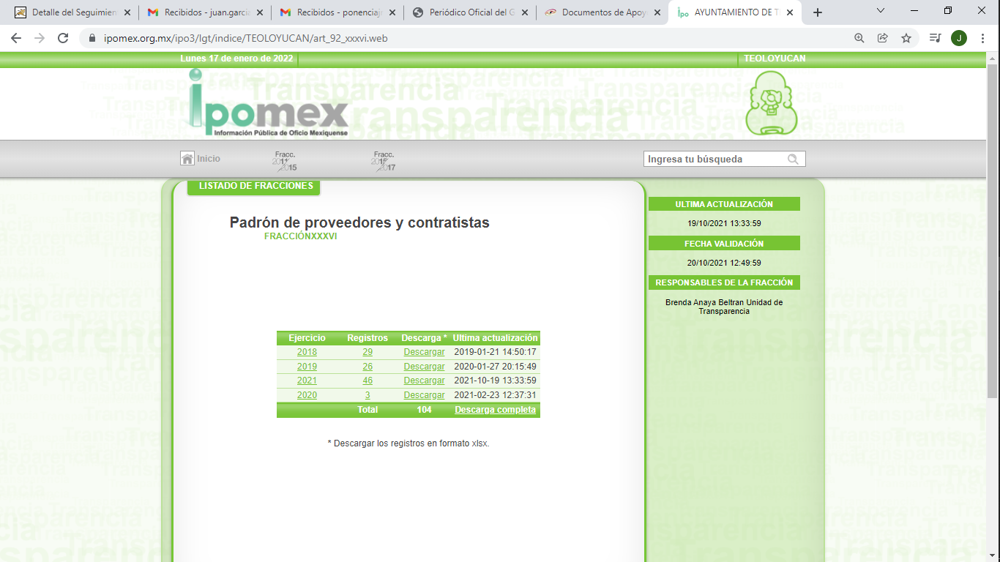 Detalle del Seguimien
Recibidos - juan.garcia
Recibidos - ponenciajr
Periódico Oficial del G
Documentos de Apoyo
AYUNTAMIENTO DE T
ipomex.org.mx/ipo3/lgt/indice/TEOLOYUCAN/art_92_xxxvi.web
J
Lunes 17 de enero de 2022
TEOLOYUCAN
ipomex
Información Pública de Oficio Mexiquense
Transparencia
Inicio
Fracc.
2011/2015
Fracc.
2015/2017
Ingresa tu búsqueda
LISTADO DE FRACCIONES
Padrón de proveedores y contratistas
FRACCIÓNXXXVI
ULTIMA ACTUALIZACIÓN
19/10/2021 13:33:59
FECHA VALIDACIÓN
20/10/2021 12:49:59
RESPONSABLES DE LA FRACCIÓN
Brenda Anaya Beltran Unidad de
Transparencia
Ejercicio Registros Descarga * Ultima actualización
2018 29 Descargar 2019-01-21 14:50:17
2019 26 Descargar 2020-01-27 20:15:49
2021 46 Descargar 2021-10-19 13:33:59
2020 3 Descargar 2021-02-23 12:37:31
Total 104 Descarga completa
* Descargar los registros en formato xlsx.